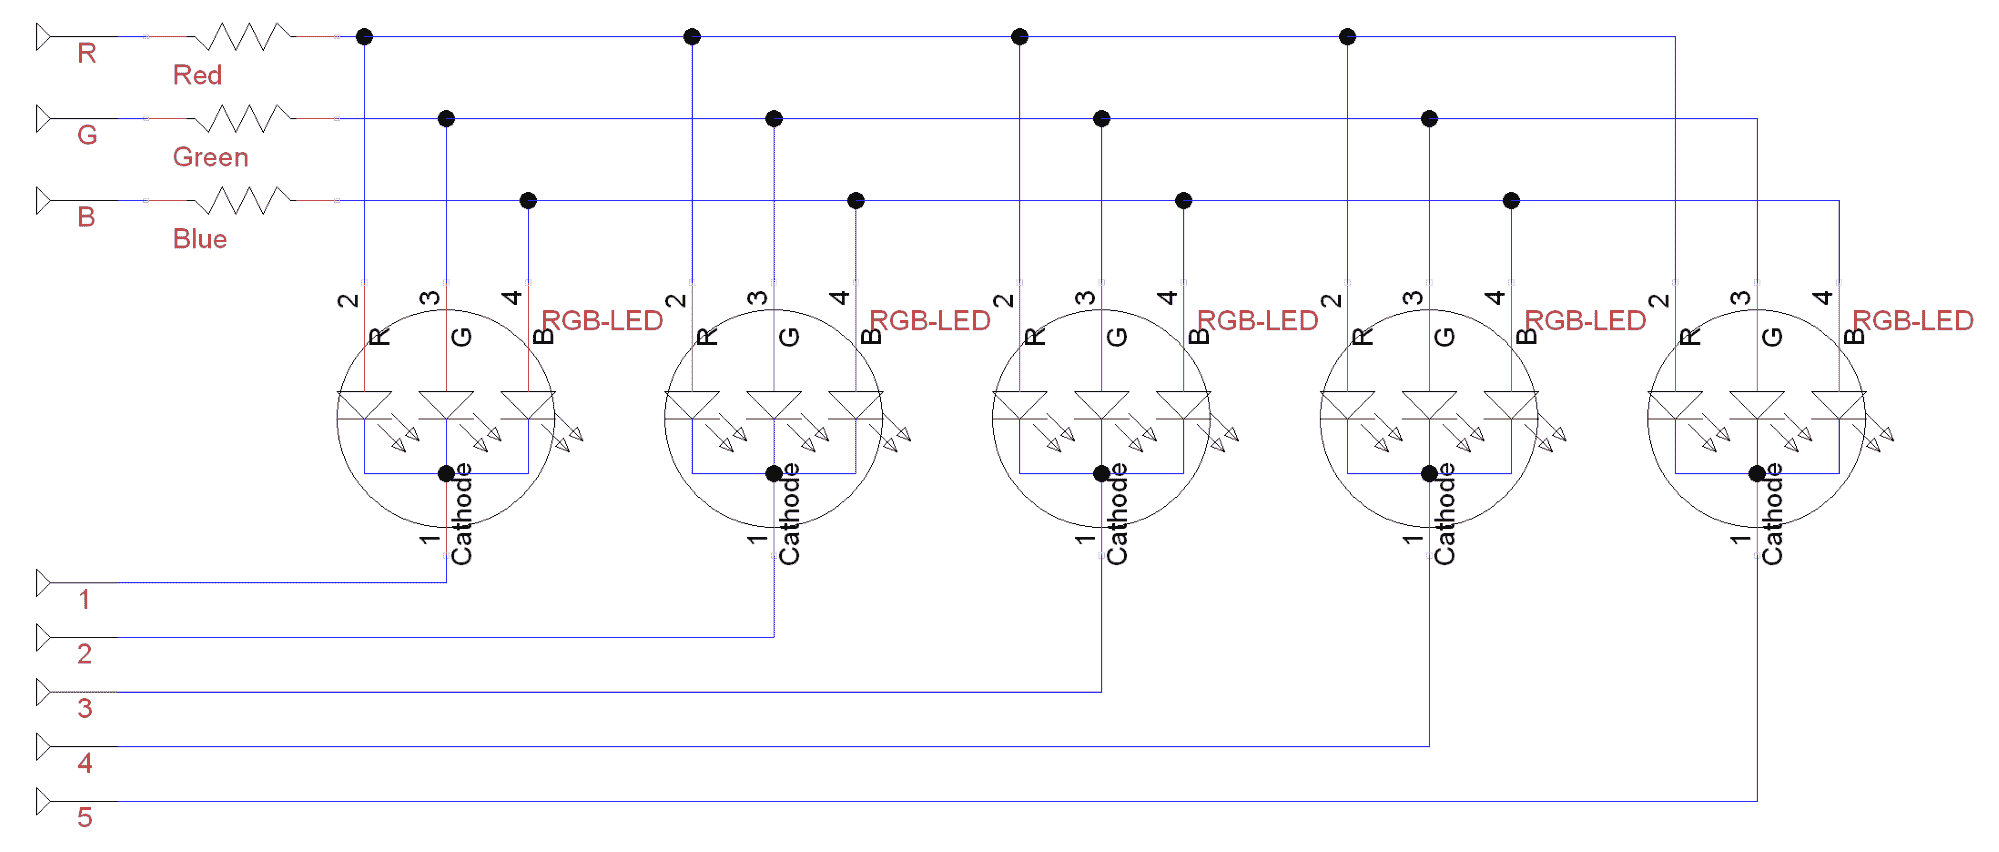 R
Red
G
Green
B
Blue
2 3 4 RGB-LED
R G B
Cathode
1
2 3 4 RGB-LED
R G B
Cathode
1
2 3 4 RGB-LED
R G B
Cathode
1
2 3 4 RGB-LED
R G B
Cathode
1
2 3 4 RGB-LED
R G B
Cathode
1
1
2
3
4
5